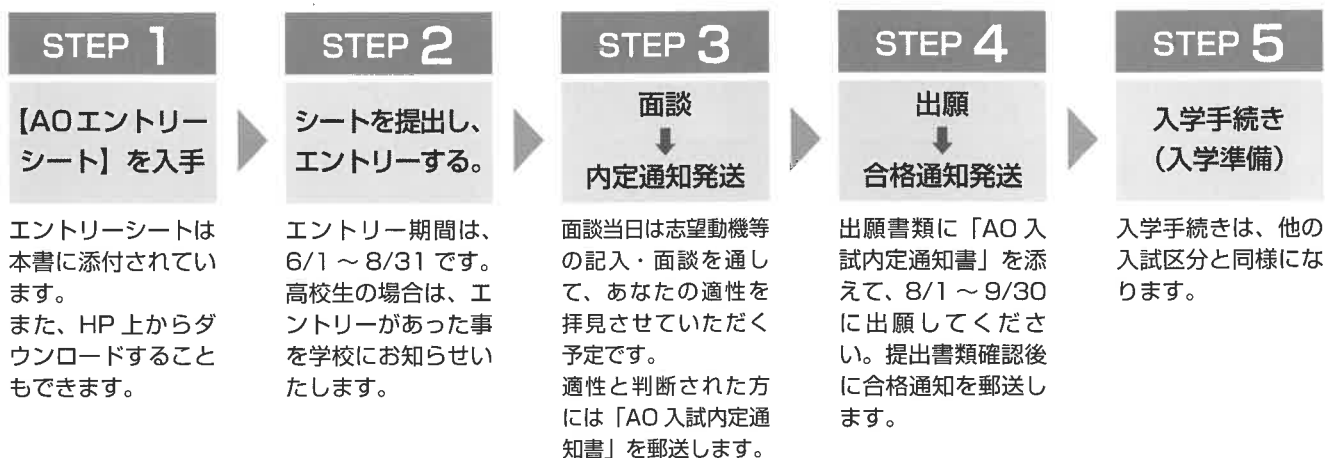 STEP 1
【AOエントリー
シート】を入手
エントリーシートは
本書に添付されてい
ます。
また、HP 上からダ
ウンロードすること
もできます。
STEP 2
シートを提出し、
エントリーする。
エントリー期間は、
6/1 ～ 8/31 です。
高校生の場合は、エ
ントリーがあった事
を学校にお知らせい
たします。
STEP 3
面談
内定通知発送
面談当日は志望動機等
の記入・面談を通し
て、あなたの適性を
拝見させていただく
予定です。
適性と判断された方
には「AO 入試内定通
知書」を郵送します。
STEP 4
出願
合格通知発送
出願書類に「AO 入
試内定通知書」を添
えて、8/1 ～ 9/30
に出願してくださ
い。提出書類確認後
に合格通知を郵送し
ます。
STEP 5
入学手続き
（入学準備）
入学手続きは、他の
入試区分と同様にな
ります。